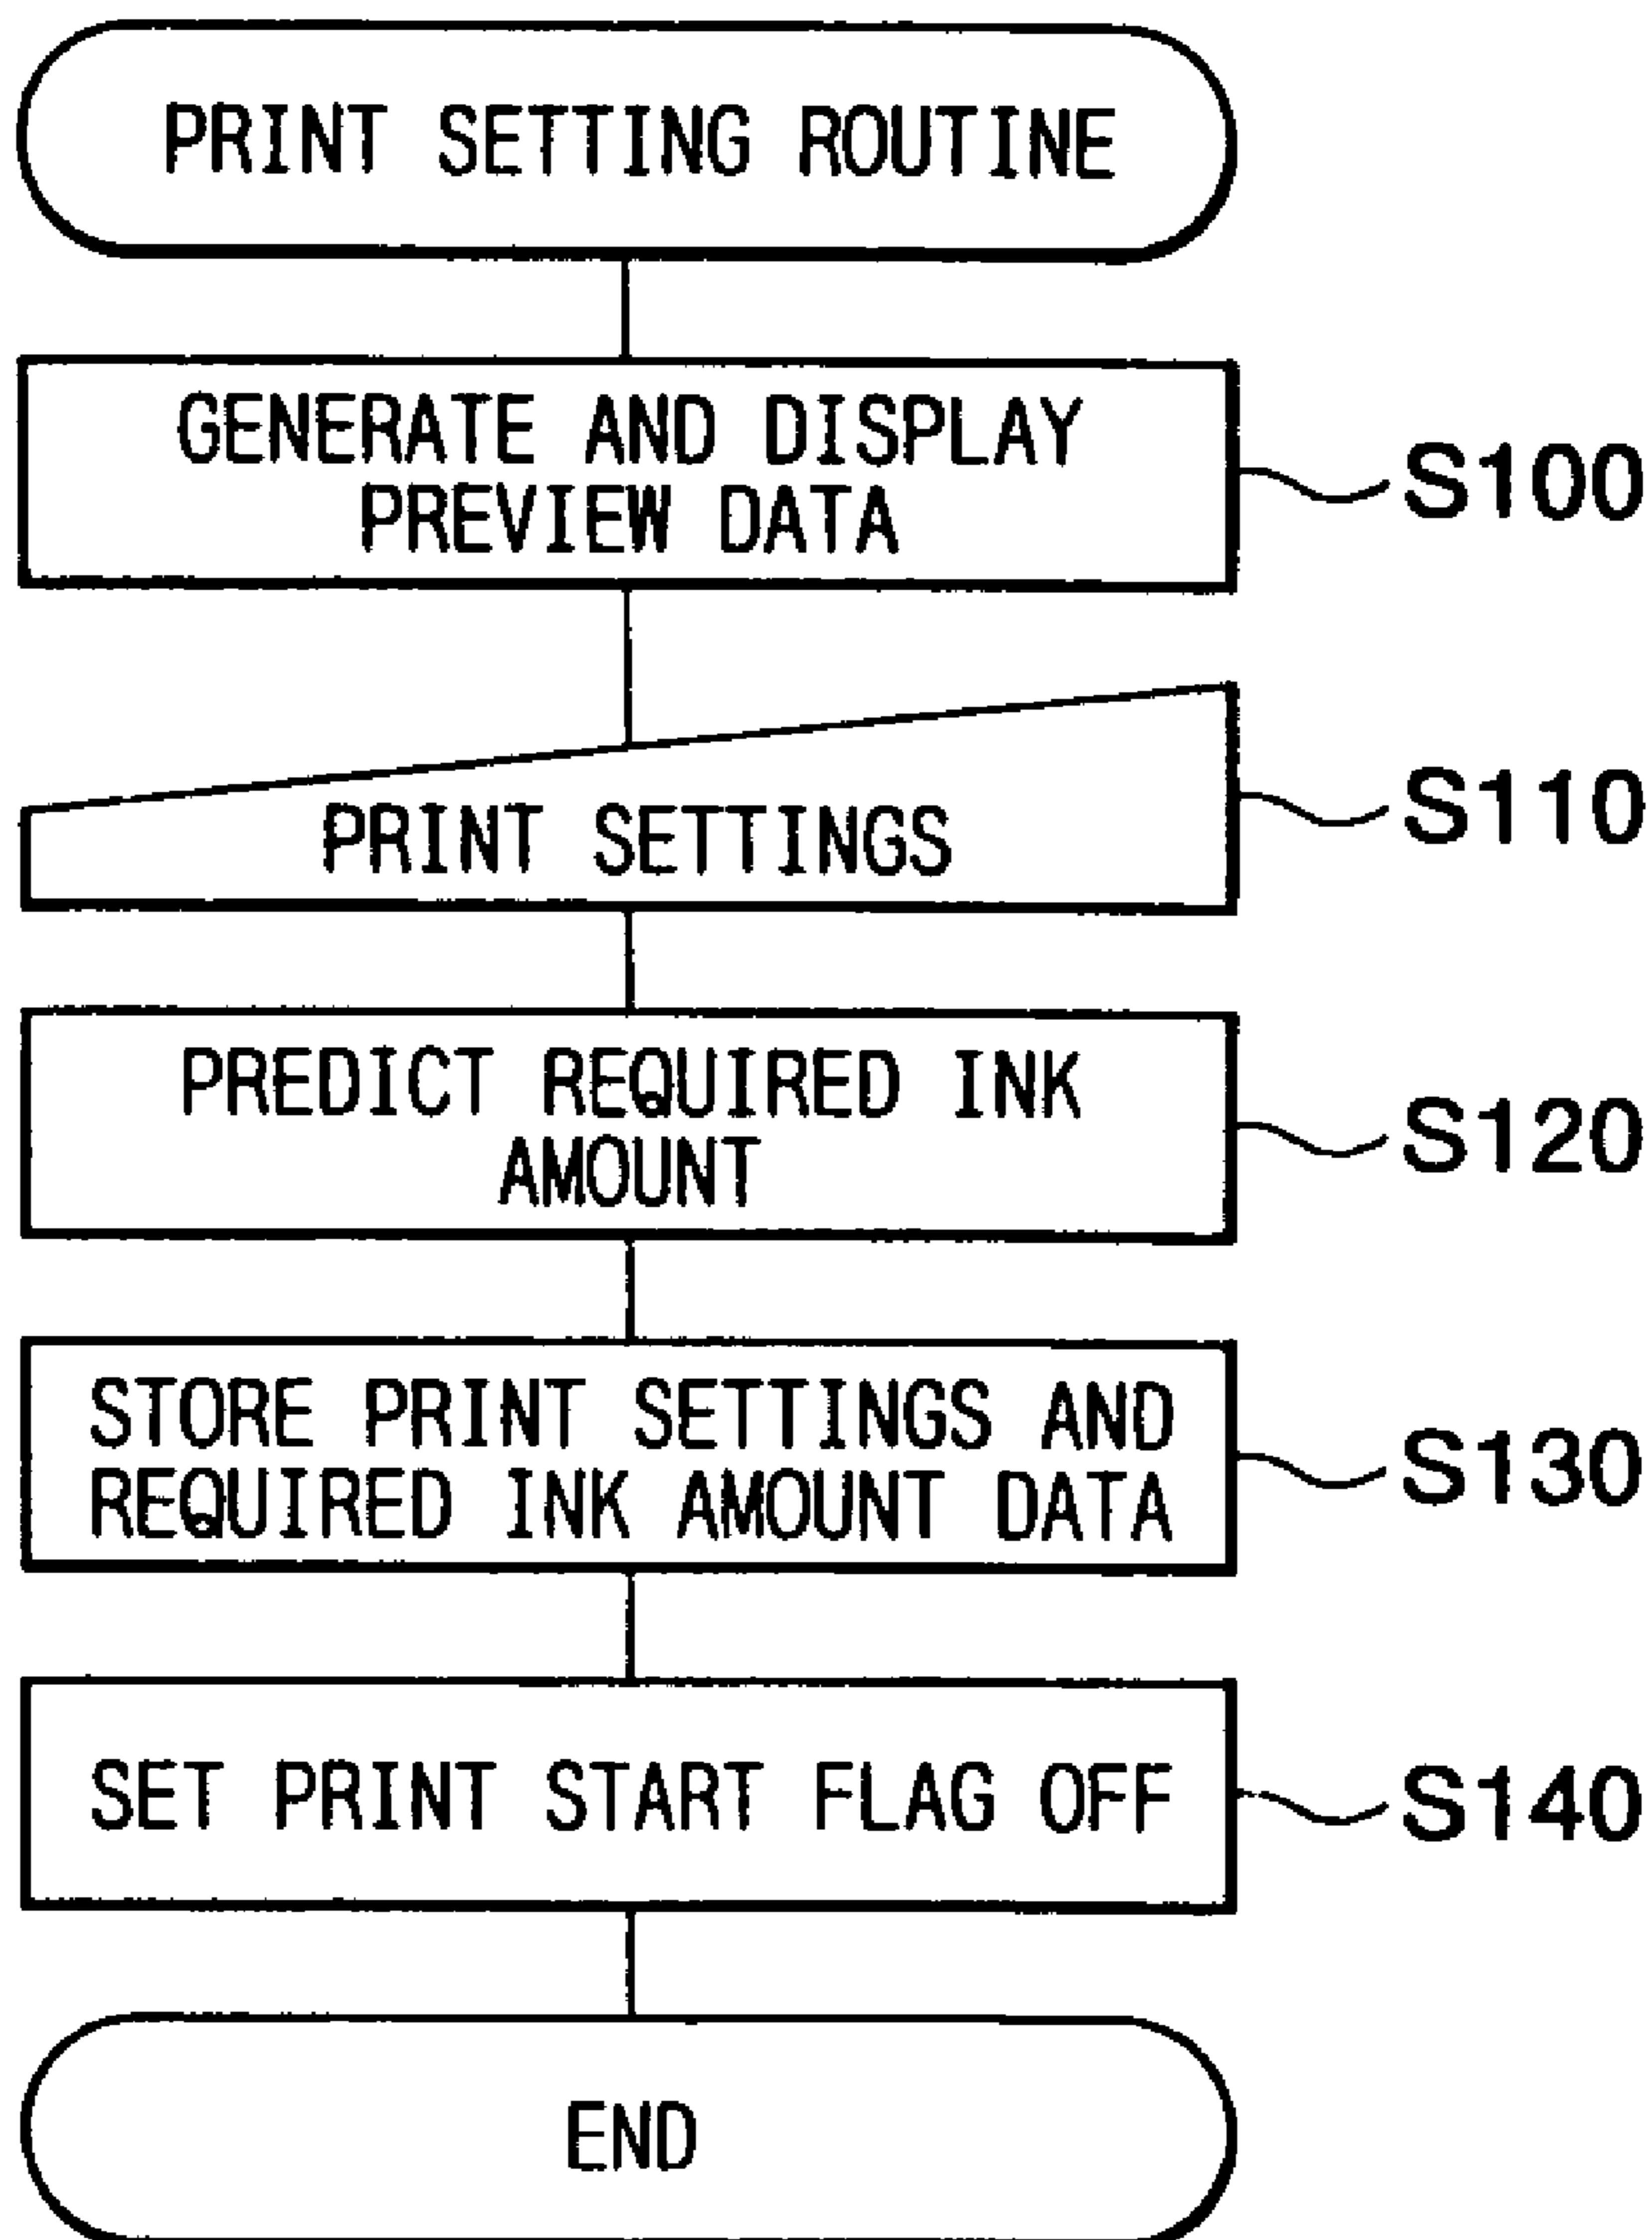 PRINT SETTING ROUTINE
GENERATE AND DISPLAY
PREVIEW DATA
S100
PRINT SETTINGS
S110
PREDICT REQUIRED INK
AMOUNT
S120
STORE PRINT SETTINGS AND
REQUIRED INK AMOUNT DATA
S130
SET PRINT START FLAG OFF
S140
END